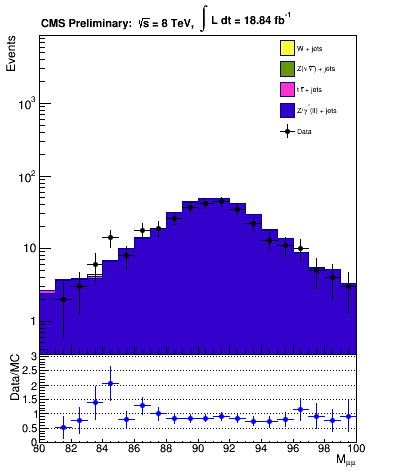 CMS Preliminary: √s = 8 TeV, ∫ L dt = 18.84 fb⁻¹
Events
W + jets
Z(ν ν̄) + jets
t t̄ + jets
Z/γ*(ll) + jets
Data
10³
10²
10
1
Data/MC
3
2.5
2
1.5
1
0.5
0
80 82 84 86 88 90 92 94 96 98 100
Mμμ